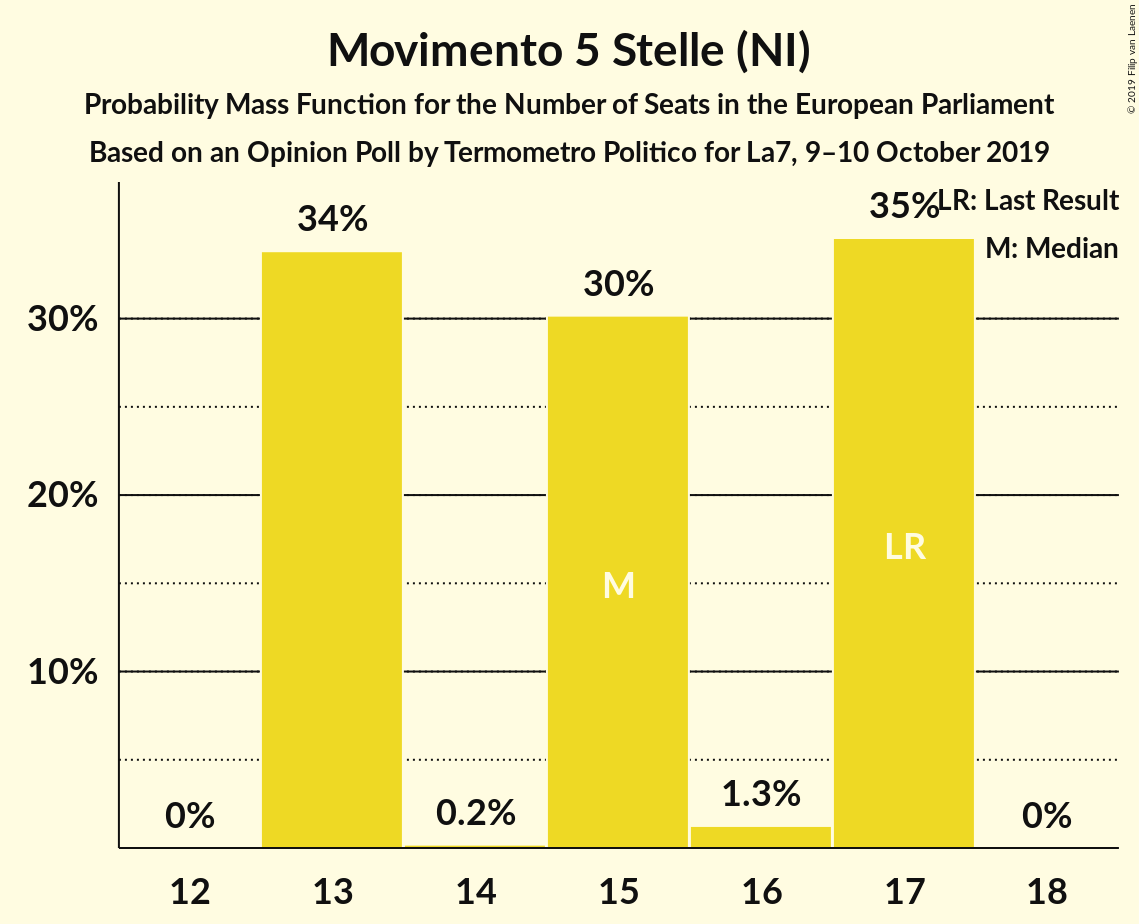 Movimento 5 Stelle (NI)
Probability Mass Function for the Number of Seats in the European Parliament
Based on an Opinion Poll by Termometro Politico for La7, 9–10 October 2019
© 2019 Filip van Laenen
LR: Last Result
M: Median
34%
30%
35%
30%
20%
10%
LR
M
0%
0.2%
1.3%
0%
12 13 14 15 16 17 18